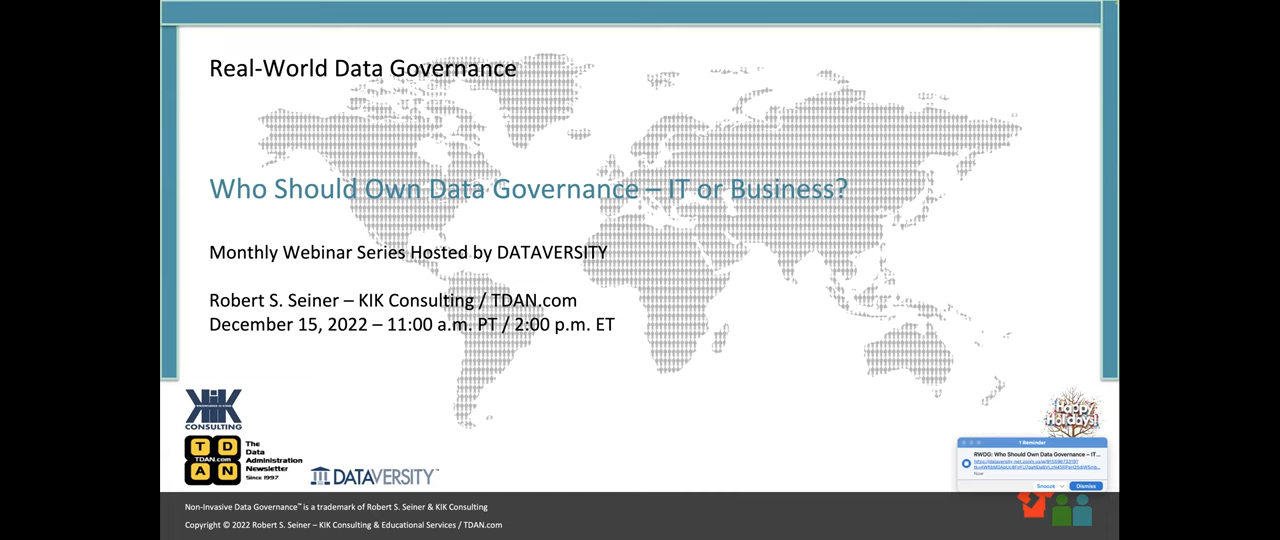 Real-World Data Governance
Who Should Own Data Governance – IT or Business?
Monthly Webinar Series Hosted by DATAVERSITY
Robert S. Seiner – KIK Consulting / TDAN.com
December 15, 2022 – 11:00 a.m. PT / 2:00 p.m. ET
KIK
CONSULTING
T D
TDAN.com
A N
The
Data
Administration
Newsletter
Since 1997
DATAVERSITY™
Happy
Holidays!
1 Reminder
RWDG: Who Should Own Data Governance – IT...
Now
Snooze
Dismiss
Non-Invasive Data Governance™ is a trademark of Robert S. Seiner & KIK Consulting
Copyright © 2022 Robert S. Seiner – KIK Consulting & Educational Services / TDAN.com